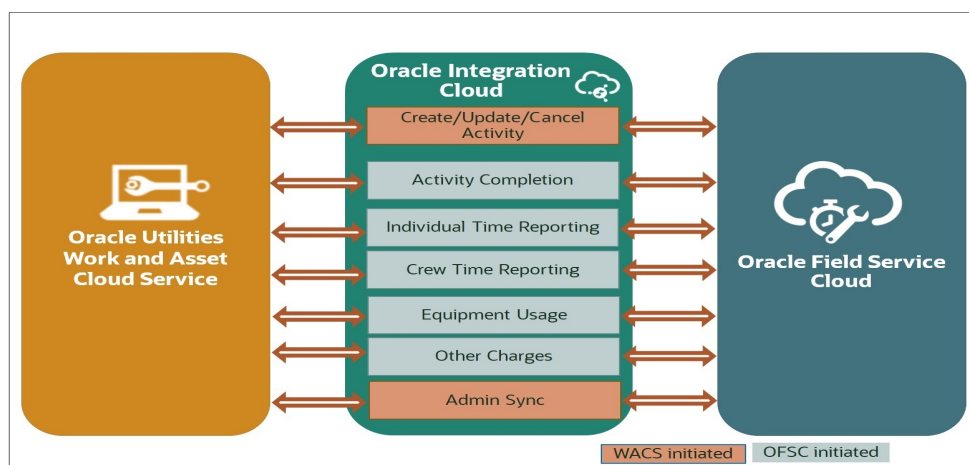 Oracle Integration
Cloud
Create/Update/Cancel
Activity
Activity Completion
Individual Time Reporting
Crew Time Reporting
Equipment Usage
Other Charges
Admin Sync
Oracle Utilities
Work and Asset
Cloud Service
Oracle Field Service
Cloud
WACS initiated
OFSC initiated